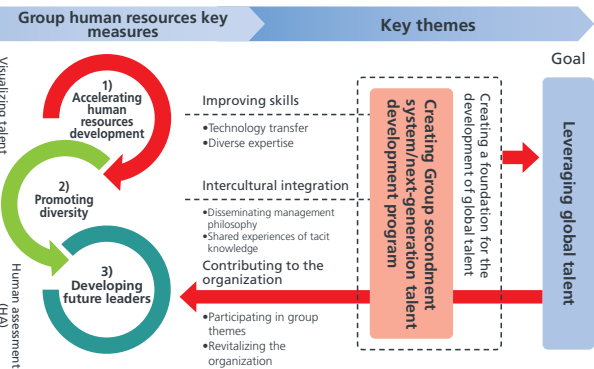 Group human resources key
measures
Key themes
Goal
Visualizing talent
1)
Accelerating
human
resources
development
2)
Promoting
diversity
3)
Developing
future leaders
Human assessment
(HA)
Improving skills
•Technology transfer
•Diverse expertise
Intercultural integration
•Disseminating management
philosophy
•Shared experiences of tacit
knowledge
Contributing to the
organization
•Participating in group
themes
•Revitalizing the
organization
Creating Group secondment
system/next-generation talent
development program
Creating a foundation for the
development of global talent
Leveraging global talent